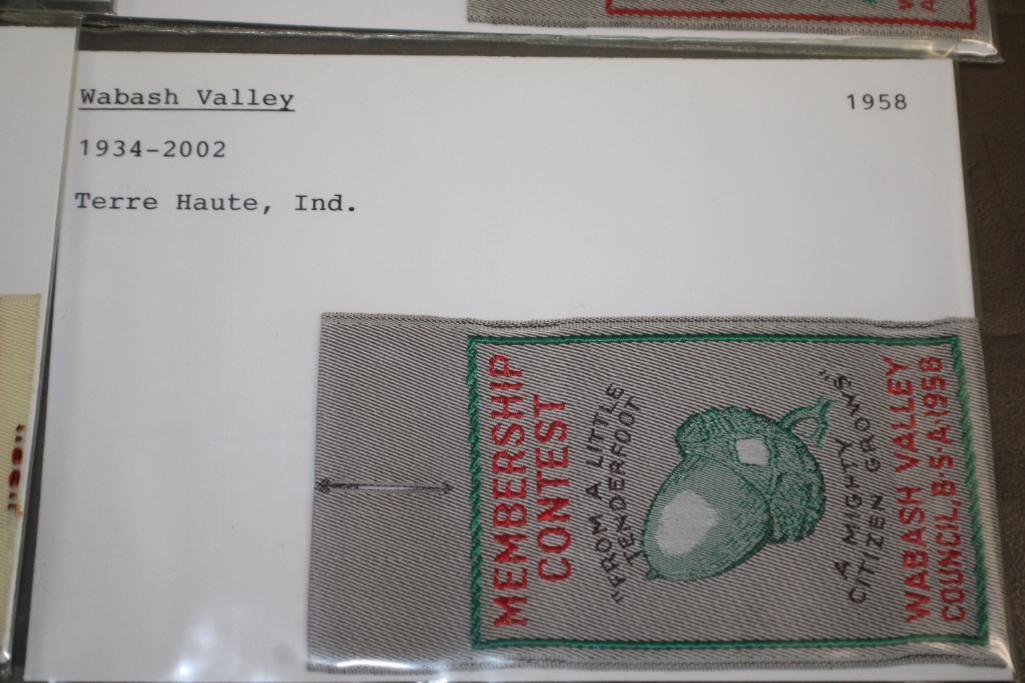 Wabash Valley 1958
1934-2002
Terre Haute, Ind.
MEMBERSHIP
CONTEST
"FROM A LITTLE
TENDERFOOT
A MIGHTY
CITIZEN GROWS"
WABASH VALLEY
COUNCIL, B·S·A·1958